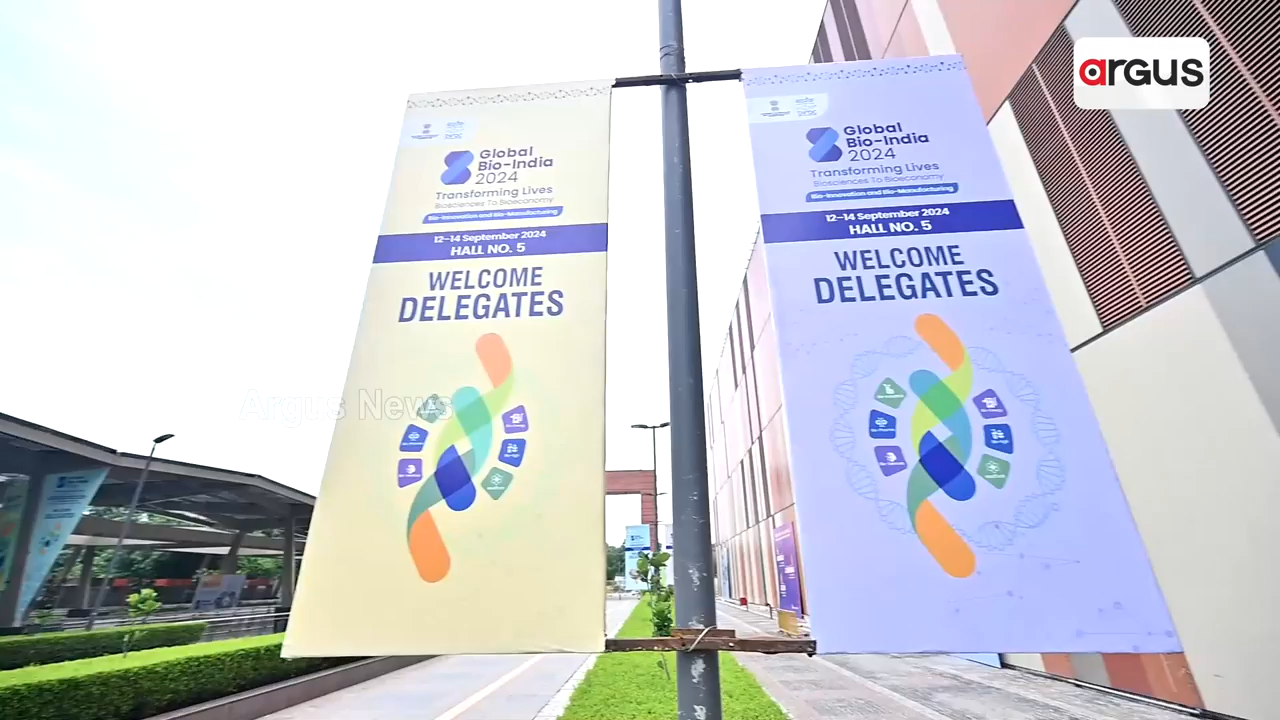 argus
Global
Bio-India
2024
Transforming Lives
Biosciences To Bioeconomy
Bio-Innovation and Bio-Manufacturing
12–14 September 2024
HALL NO. 5
WELCOME
DELEGATES
Global
Bio-India
2024
Transforming Lives
Biosciences To Bioeconomy
Bio-Innovation and Bio-Manufacturing
12–14 September 2024
HALL NO. 5
WELCOME
DELEGATES
Argus News